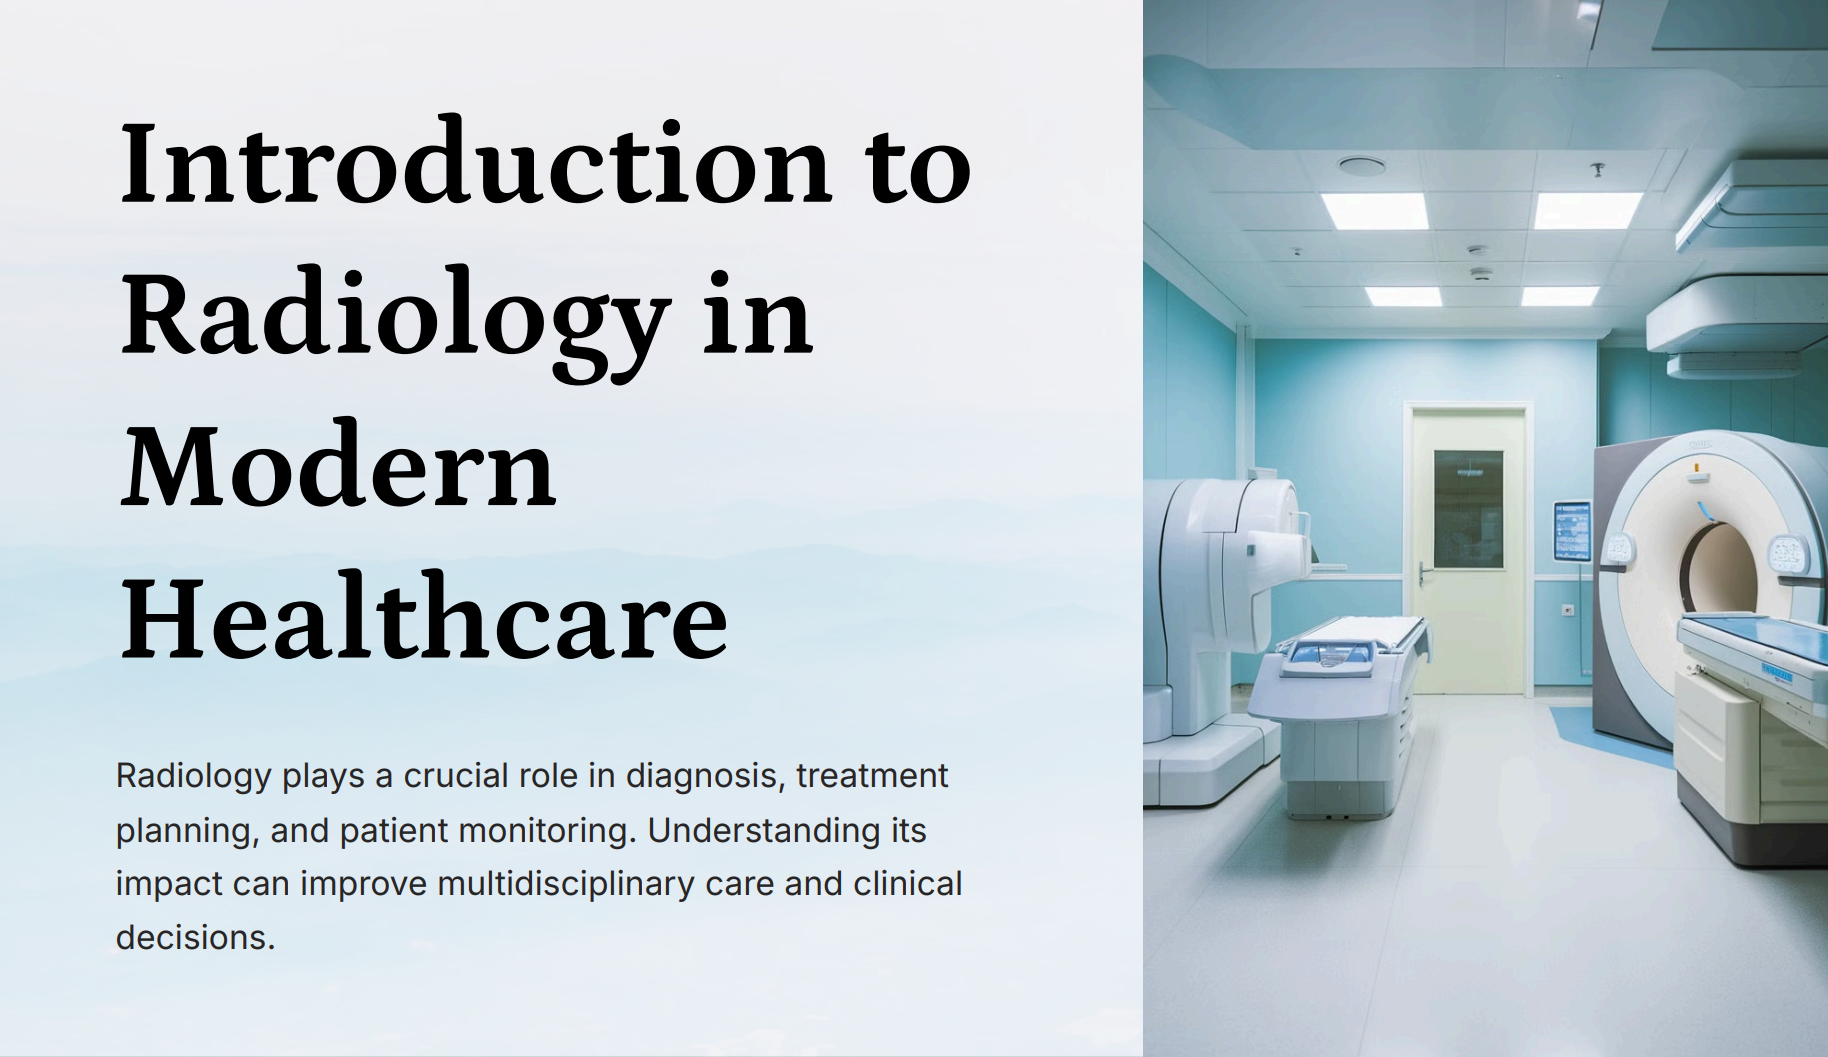 Introduction to
Radiology in
Modern
Healthcare
Radiology plays a crucial role in diagnosis, treatment
planning, and patient monitoring. Understanding its
impact can improve multidisciplinary care and clinical
decisions.